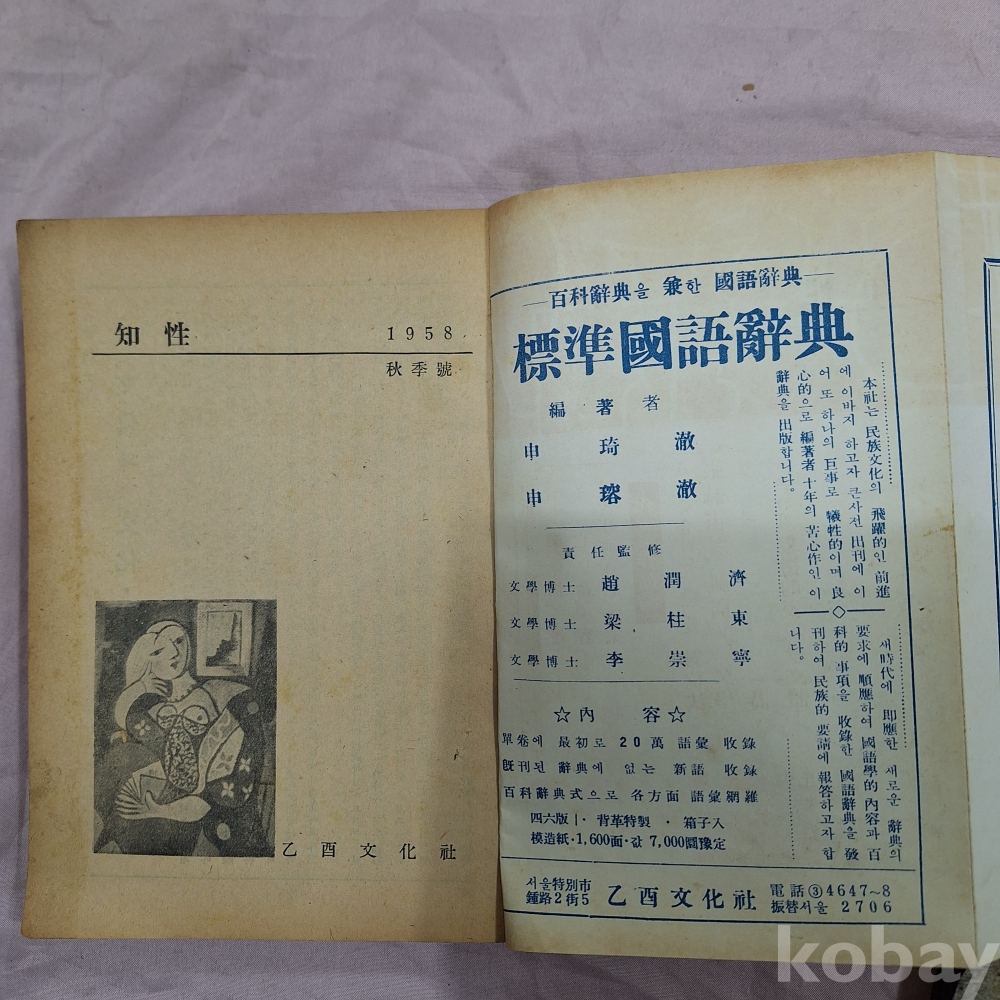 知性 1958
秋季號
乙酉文化社
百科辭典을 兼한 國語辭典
標準國語辭典
編著者
申琦澈
申瑢澈
責任監修
文學博士 趙潤濟
文學博士 梁柱東
文學博士 李崇寧
☆內容☆
單卷에 最初로 20萬 語彙 收錄
旣刊된 辭典에 없는 新語 收錄
百科辭典式으로 各方面 語彙網羅
四六版 · 背革特製 · 箱子入
模造紙·1,600面·값 7,000圜豫定
本社는 民族文化의 飛躍的인 前進
에 이바지 하고자 큰사전 出刊에 이
어 또 하나의 巨事로 犧牲的이며 良
心的으로 編著者 十年의 苦心作인 이
辭典을 出版합니다。
새時代에 即應한 새로운 辭典의
要求에 順應하여 國語學的 內容과 百
科的 事項을 收錄한 國語辭典을 發
刊하여 民族的 要請에 報答하고자 합
니다。
서울特別市
鍾路2街5
乙酉文化社
電話③4647~8
振替서울 2706
kobay